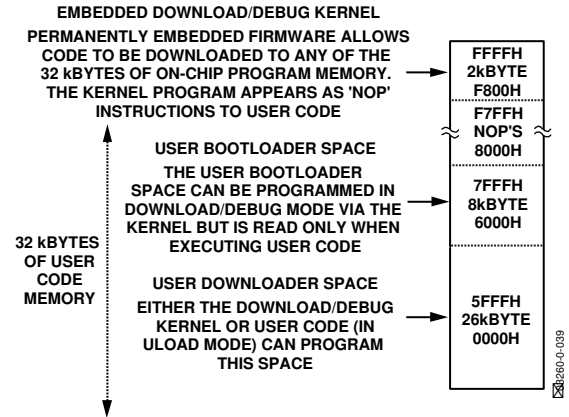 EMBEDDED DOWNLOAD/DEBUG KERNEL
PERMANENTLY EMBEDDED FIRMWARE ALLOWS
CODE TO BE DOWNLOADED TO ANY OF THE
32 kBYTES OF ON-CHIP PROGRAM MEMORY.
THE KERNEL PROGRAM APPEARS AS 'NOP'
INSTRUCTIONS TO USER CODE
FFFFH
2kBYTE
F800H
F7FFH
NOP'S
8000H
USER BOOTLOADER SPACE
THE USER BOOTLOADER
SPACE CAN BE PROGRAMMED IN
DOWNLOAD/DEBUG MODE VIA THE
KERNEL BUT IS READ ONLY WHEN
EXECUTING USER CODE
7FFFH
8kBYTE
6000H
32 kBYTES
OF USER
CODE
MEMORY
USER DOWNLOADER SPACE
EITHER THE DOWNLOAD/DEBUG
KERNEL OR USER CODE (IN
ULOAD MODE) CAN PROGRAM
THIS SPACE
5FFFH
26kBYTE
0000H
3260-0-039